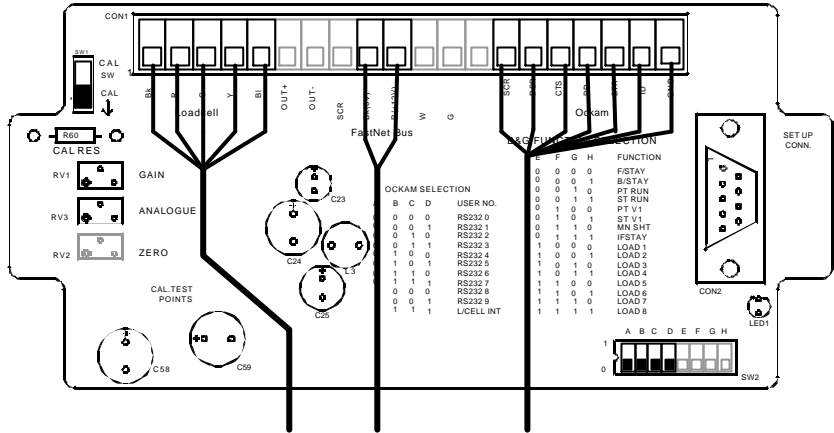 CON1
SW1
CAL
SW
CAL
1
Bk
Y
Bl
OUT+
OUT-
SCR
W
G
SCR
CTS
FastNet Bus
Ockam
SET UP
CONN.
R60
CAL RES
RV1
GAIN
RV3
ANALOGUE
RV2
ZERO
C23
C24
L3
C25
CAL.TEST
POINTS
C58
C59
OCKAM SELECTION
B C D USER NO.
0 0 0 RS232 0
0 0 1 RS232 1
0 1 0 RS232 2
0 1 1 RS232 3
1 0 0 RS232 4
1 0 1 RS232 5
1 1 0 RS232 6
1 1 1 RS232 7
0 0 0 RS232 8
0 0 1 RS232 9
1 1 1 L/CELL INT
E F G H FUNCTION
0 0 0 0 F/STAY
0 0 0 1 B/STAY
0 0 1 0 PT RUN
0 0 1 1 ST RUN
0 1 0 0 PT V1
0 1 0 1 ST V1
0 1 1 0 MN SHT
0 1 1 1 IFSTAY
1 0 0 0 LOAD 1
1 0 0 1 LOAD 2
1 0 1 0 LOAD 3
1 0 1 1 LOAD 4
1 1 0 0 LOAD 5
1 1 0 1 LOAD 6
1 1 1 0 LOAD 7
1 1 1 1 LOAD 8
CON2
LED1
A B C D E F G H
1
0
SW2